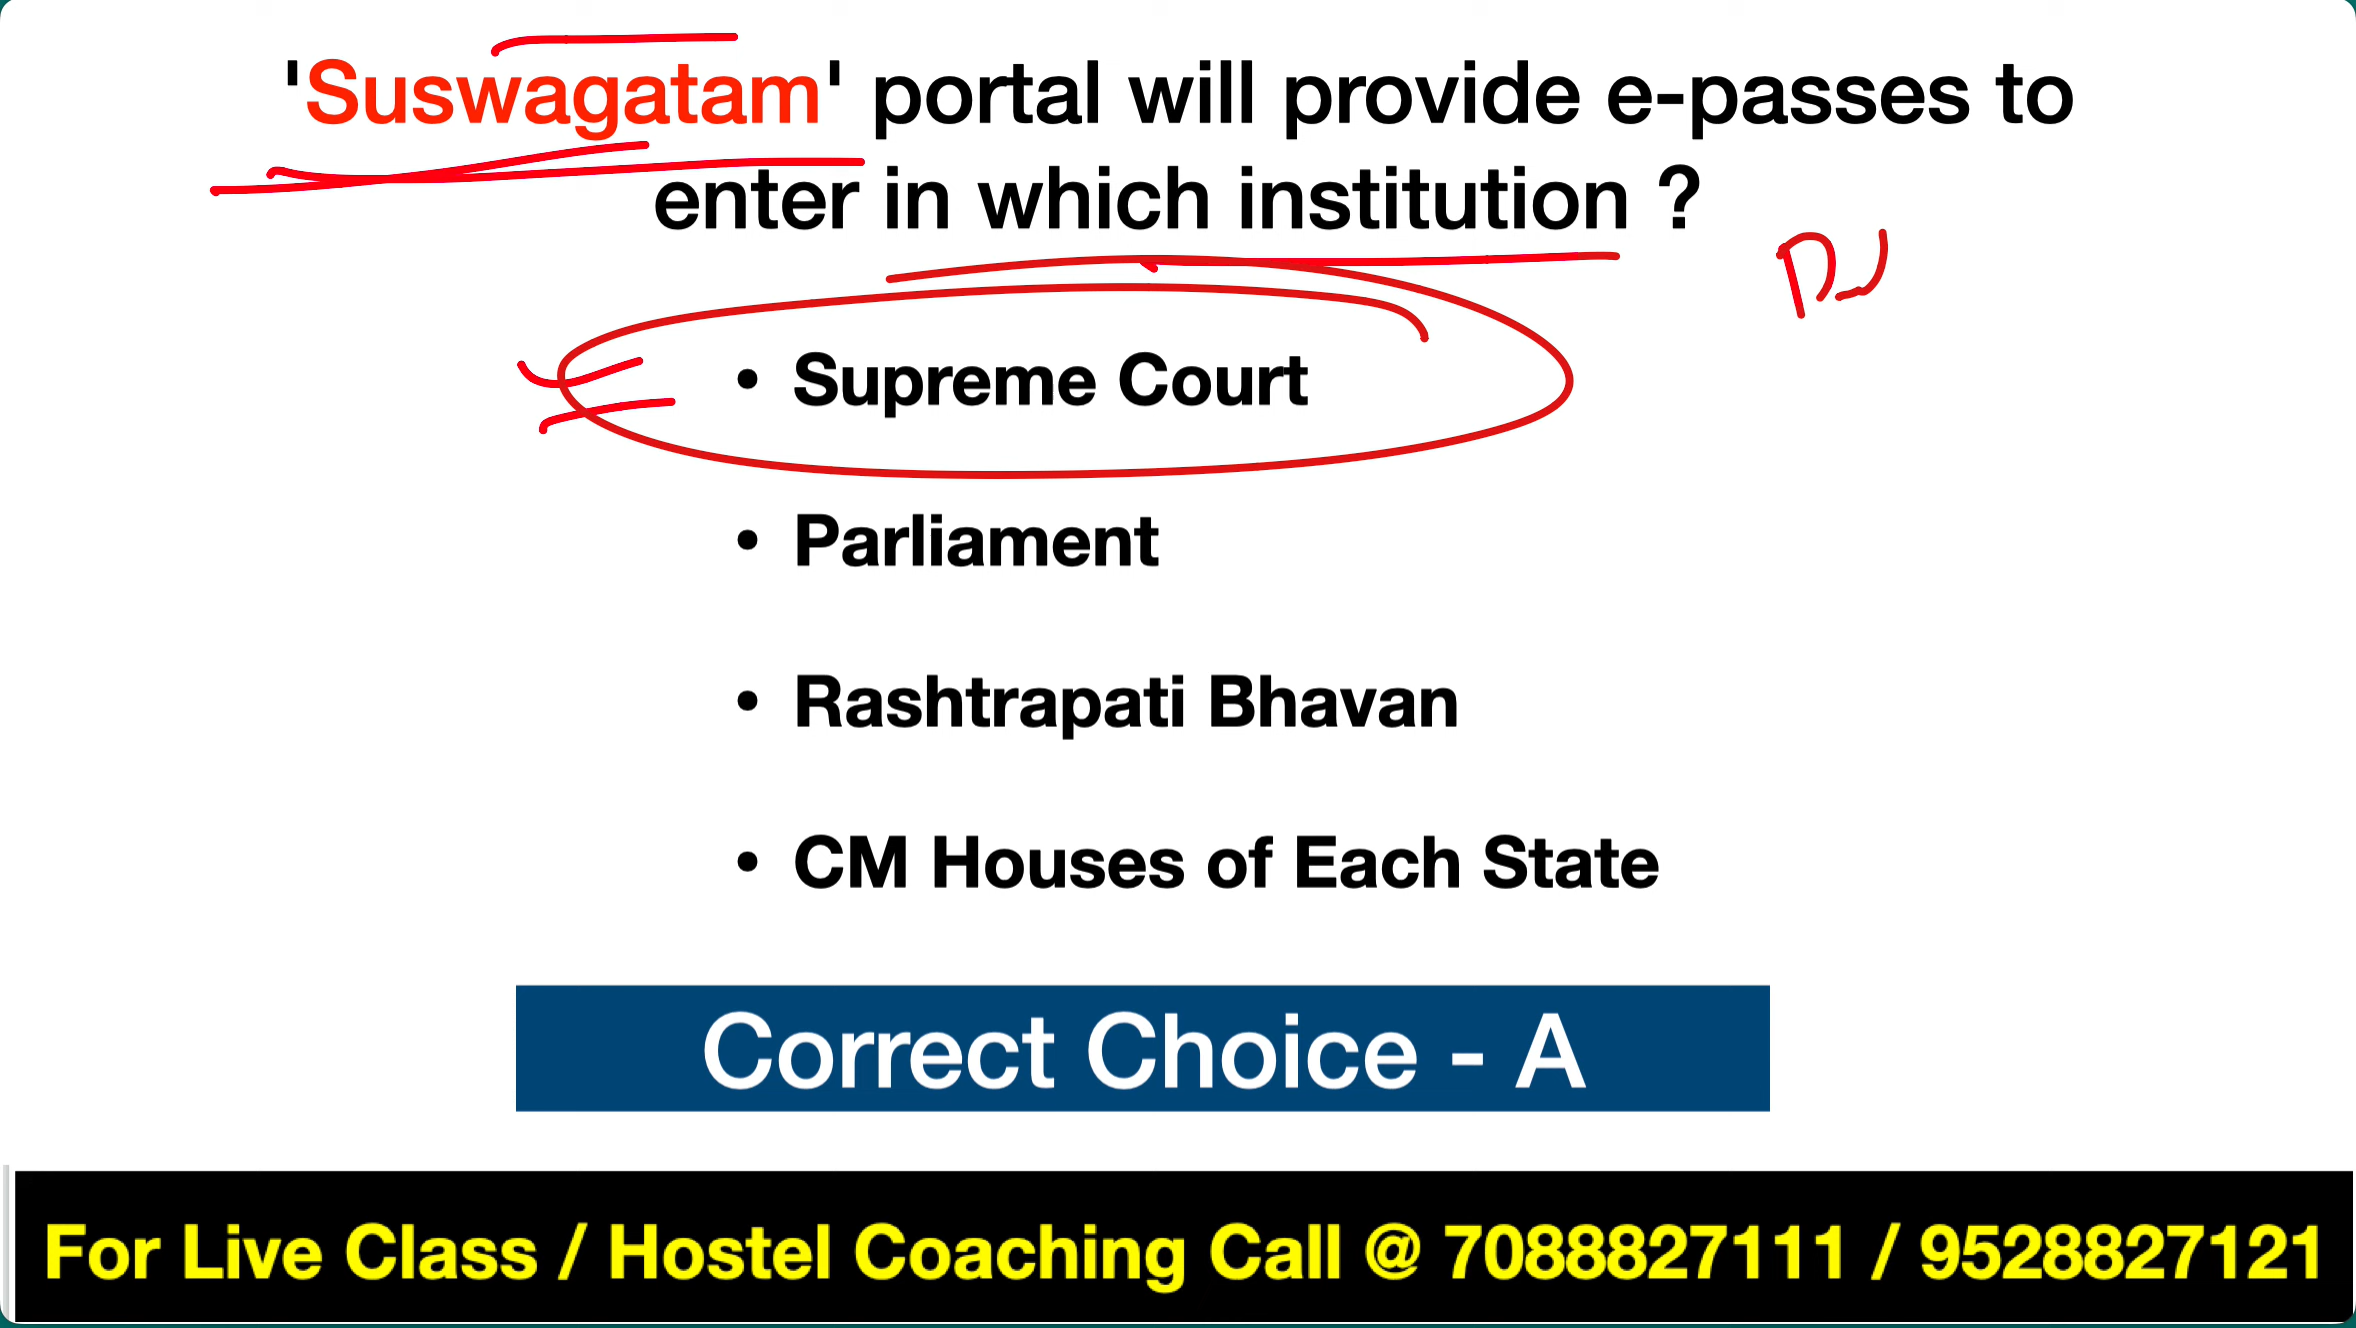 'Suswagatam' portal will provide e-passes to
enter in which institution ?
• Supreme Court
• Parliament
• Rashtrapati Bhavan
• CM Houses of Each State
Correct Choice - A
For Live Class / Hostel Coaching Call @ 7088827111 / 9528827121